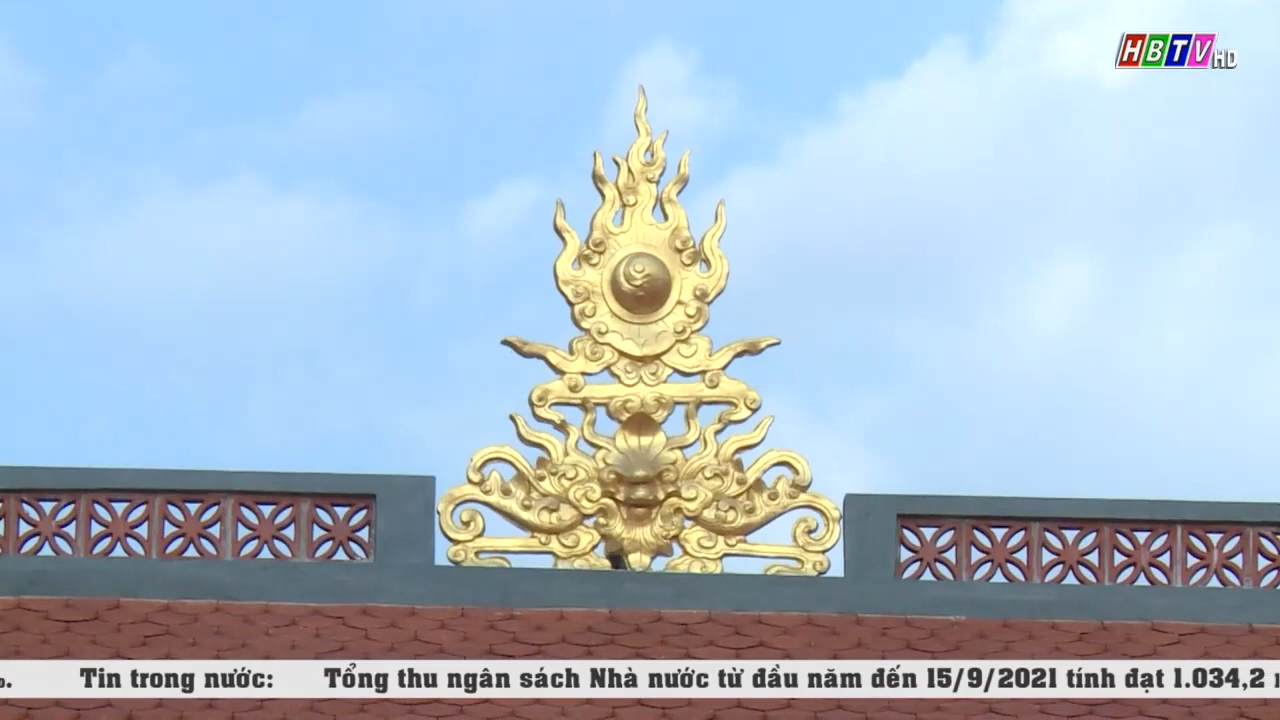 HBTV HD
Tin trong nước: Tổng thu ngân sách Nhà nước từ đầu năm đến 15/9/2021 tính đạt 1.034,2